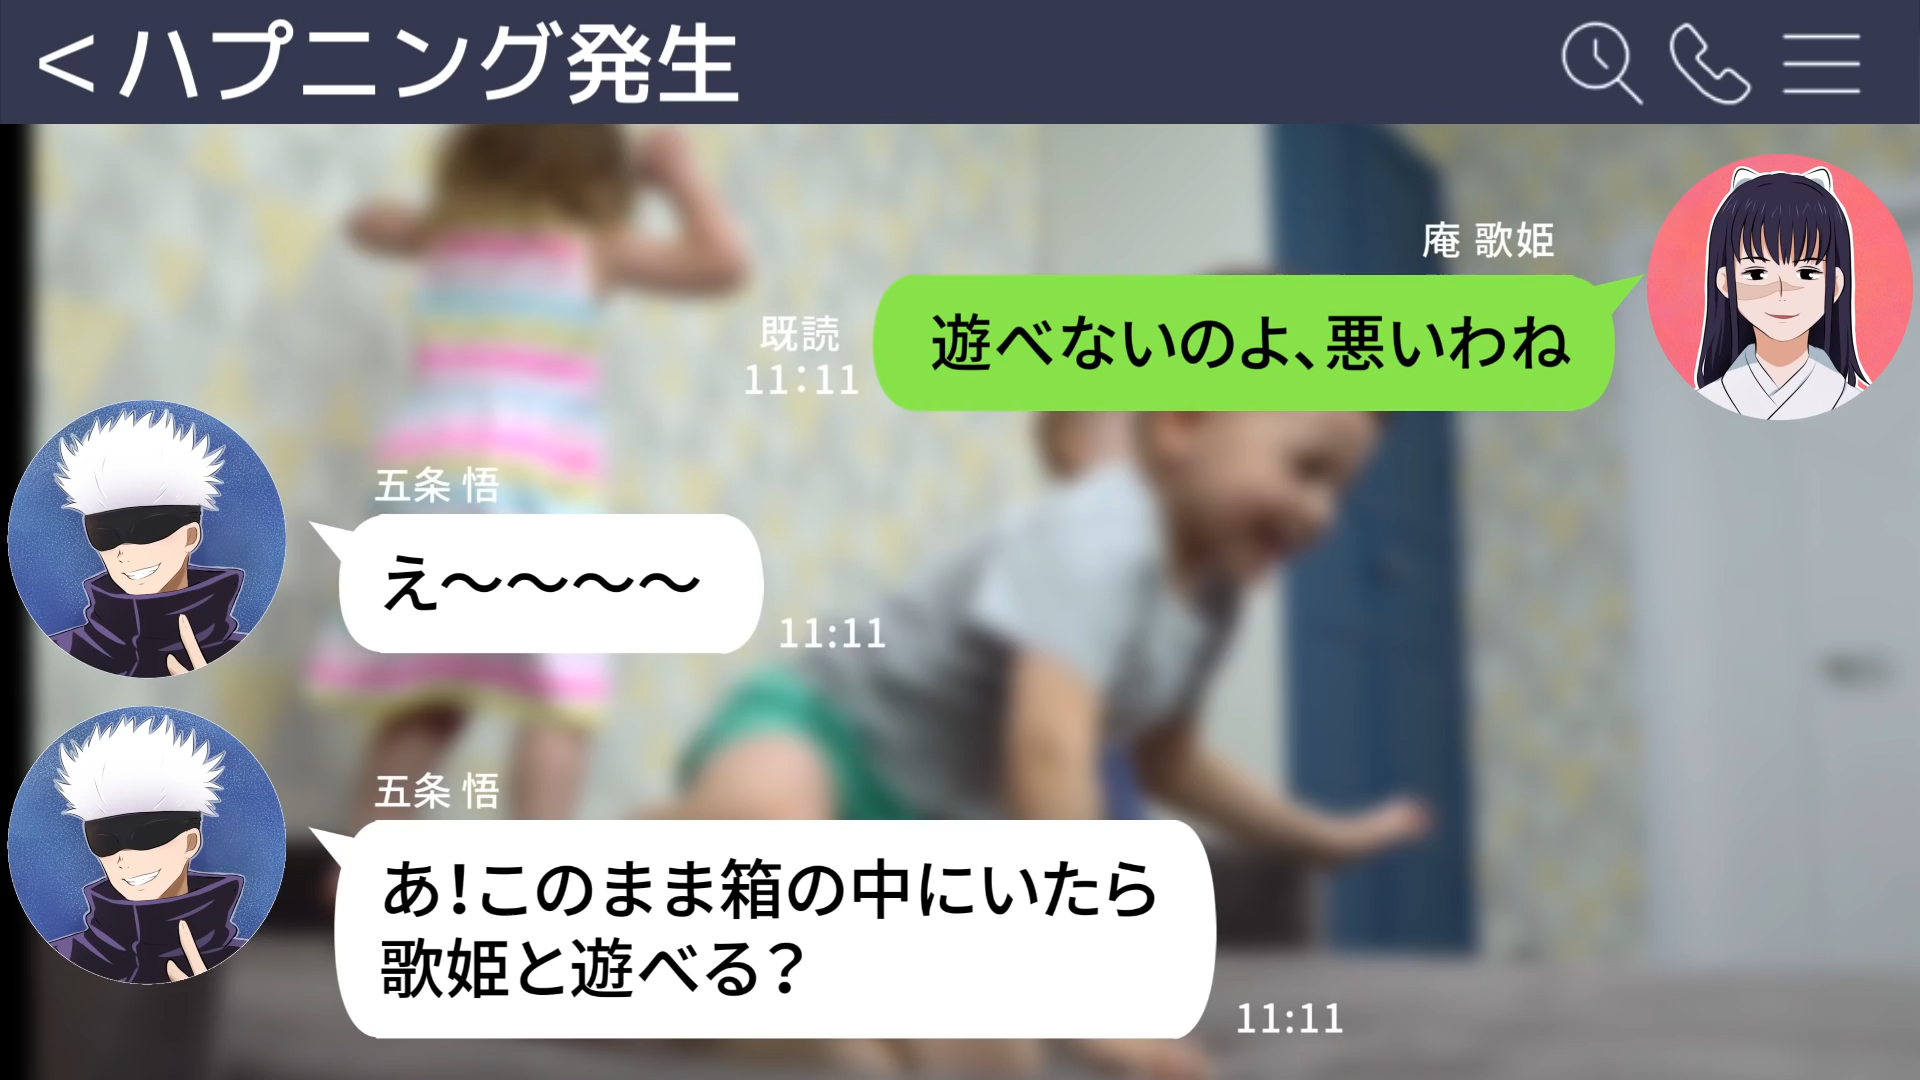 <ハプニング発生
庵 歌姫
遊べないのよ、悪いわね
既読
11:11
五条 悟
え〜〜〜〜
11:11
五条 悟
あ！このまま箱の中にいたら
歌姫と遊べる？
11:11